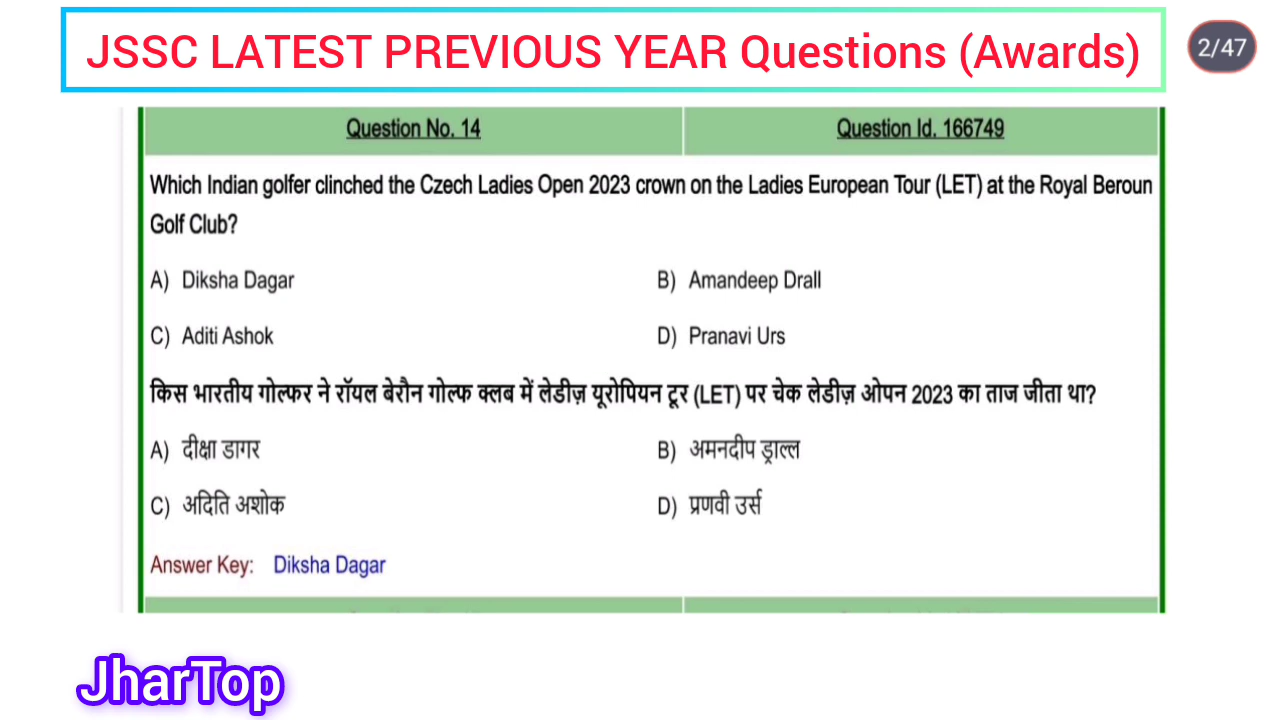 JSSC LATEST PREVIOUS YEAR Questions (Awards)
2/47
Question No. 14
Question Id. 166749
Which Indian golfer clinched the Czech Ladies Open 2023 crown on the Ladies European Tour (LET) at the Royal Beroun
Golf Club?
A) Diksha Dagar
B) Amandeep Drall
C) Aditi Ashok
D) Pranavi Urs
किस भारतीय गोल्फर ने रॉयल बेरौन गोल्फ क्लब में लेडीज़ यूरोपियन टूर (LET) पर चेक लेडीज़ ओपन 2023 का ताज जीता था?
A) दीक्षा डागर
B) अमनदीप ड्राल्ल
C) अदिति अशोक
D) प्रणवी उर्स
Answer Key: Diksha Dagar
JharTop